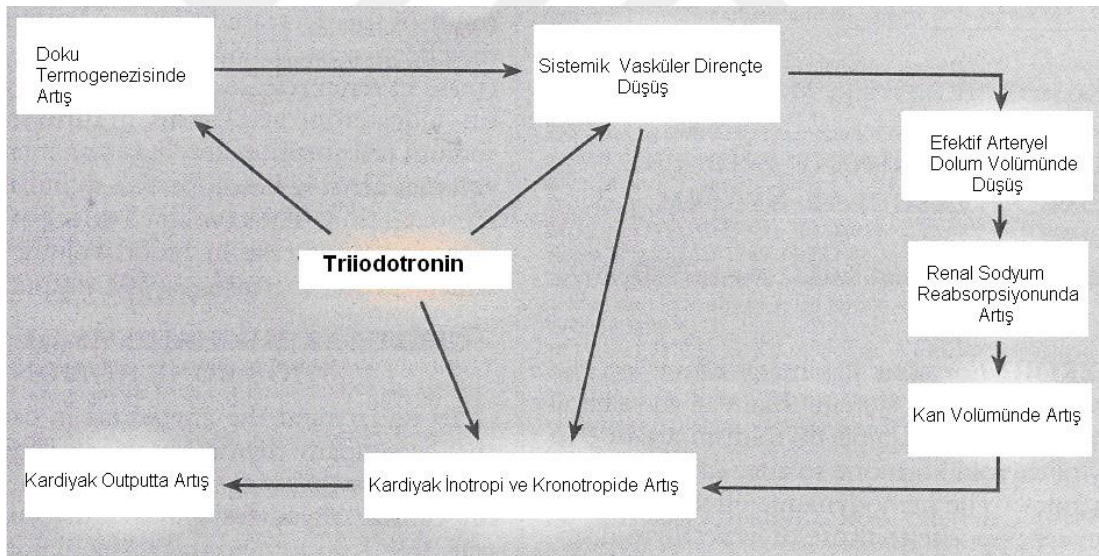 Doku
Termogenezisinde
Artış
Sistemik Vasküler Dirençte
Düşüş
Efektif Arteryel
Dolum Volümünde
Düşüş
Triiodotronin
Renal Sodyum
Reabsorpsiyonunda
Artış
Kan Volümünde Artış
Kardiyak Outputta Artış
Kardiyak İnotropi ve Kronotropide Artış